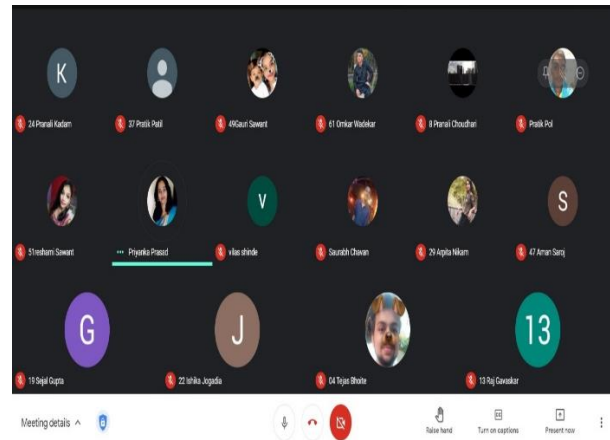 K
24 Pranali Kadam
37 Pratik Patil
49Gauri Sawant
61 Omkar Wadekar
8 Pranali Choudhari
Pratik Pol
51reshami Sawant
Priyanka Prasad
V
vilas shinde
Saurabh Chavan
29 Arpita Nikam
S
47 Aman Saroj
G
19 Sejal Gupta
J
22 Ishika Jogadia
04 Tejas Bhoite
13
13 Raj Gavaskar
Meeting details
Raise hand
Turn on captions
Present now